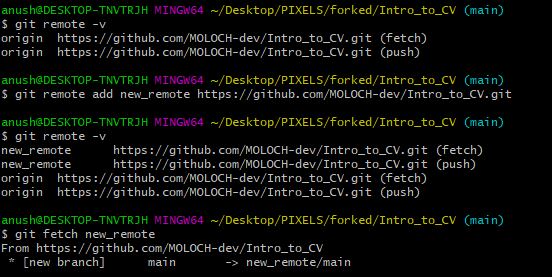 anush@DESKTOP-TNVTRJH MINGW64 ~/Desktop/PIXELS/forked/Intro_to_CV (main)
$ git remote -v
origin  https://github.com/MOLOCH-dev/Intro_to_CV.git (fetch)
origin  https://github.com/MOLOCH-dev/Intro_to_CV.git (push)
anush@DESKTOP-TNVTRJH MINGW64 ~/Desktop/PIXELS/forked/Intro_to_CV (main)
$ git remote add new_remote https://github.com/MOLOCH-dev/Intro_to_CV.git
anush@DESKTOP-TNVTRJH MINGW64 ~/Desktop/PIXELS/forked/Intro_to_CV (main)
$ git remote -v
new_remote      https://github.com/MOLOCH-dev/Intro_to_CV.git (fetch)
new_remote      https://github.com/MOLOCH-dev/Intro_to_CV.git (push)
origin  https://github.com/MOLOCH-dev/Intro_to_CV.git (fetch)
origin  https://github.com/MOLOCH-dev/Intro_to_CV.git (push)
anush@DESKTOP-TNVTRJH MINGW64 ~/Desktop/PIXELS/forked/Intro_to_CV (main)
$ git fetch new_remote
From https://github.com/MOLOCH-dev/Intro_to_CV
 * [new branch]      main       -> new_remote/main